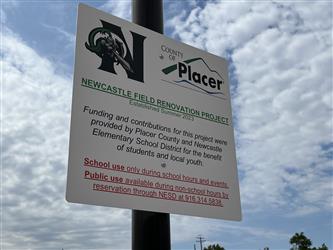 N
COUNTY
OF
Placer
NEWCASTLE FIELD RENOVATION PROJECT
Established Summer 2023
Funding and contributions for this project were
provided by Placer County and Newcastle
Elementary School District for the benefit
of students and local youth.
School use only during school hours and events.
Public use available during non-school hours by
reservation through NESD at 916.314.5838.